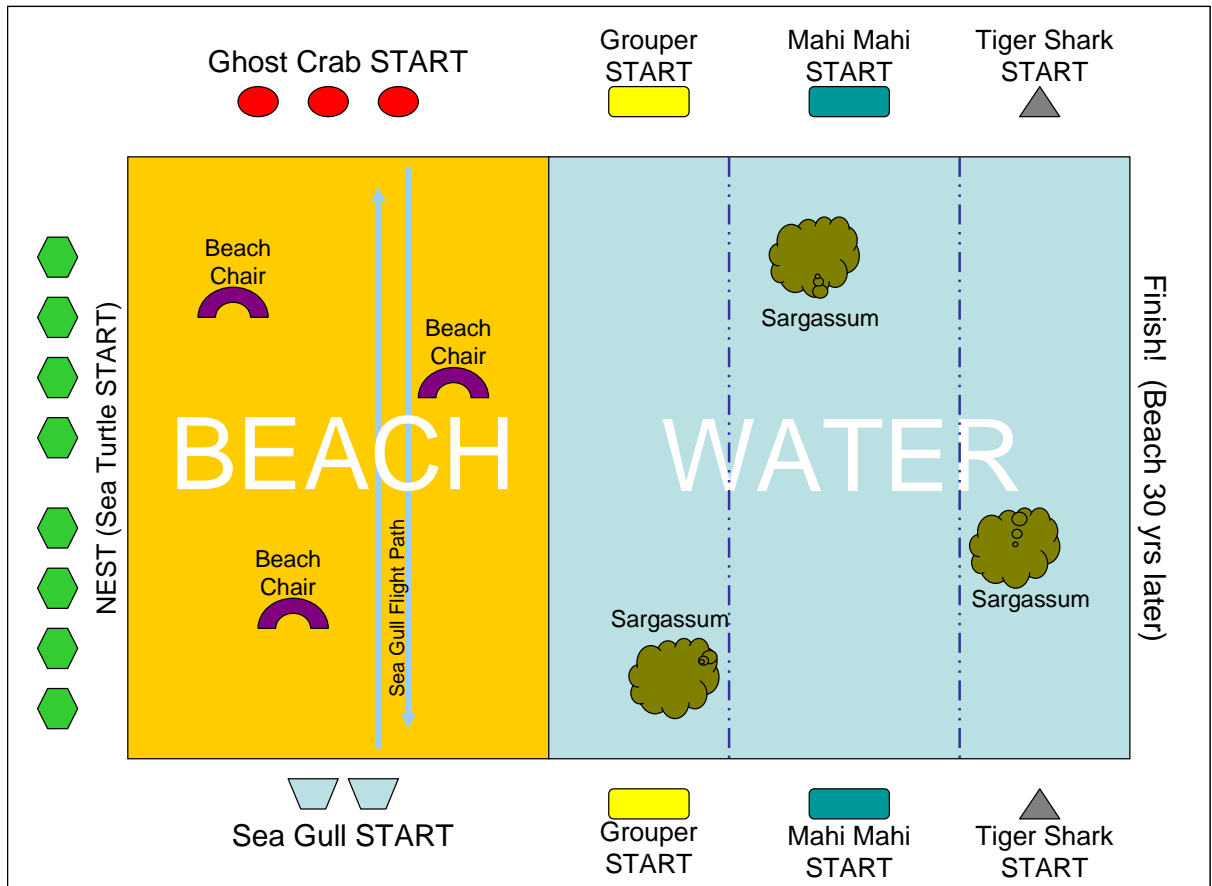 Ghost Crab START
Grouper
START
Mahi Mahi
START
Tiger Shark
START
NEST (Sea Turtle START)
Beach
Chair
Beach
Chair
Beach
Chair
BEACH
Sea Gull Flight Path
WATER
Sargassum
Sargassum
Sargassum
Finish!  (Beach 30 yrs later)
Sea Gull START
Grouper
START
Mahi Mahi
START
Tiger Shark
START